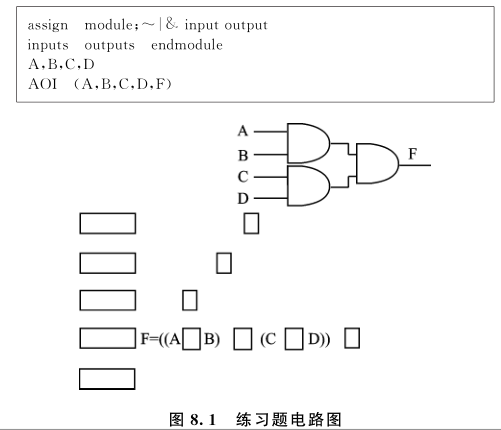 assign module;~|& input output
inputs outputs endmodule
A,B,C,D
AOI (A,B,C,D,F)
A
B
C
D
F
F=((A B) (C D))
图 8.1 练习题电路图